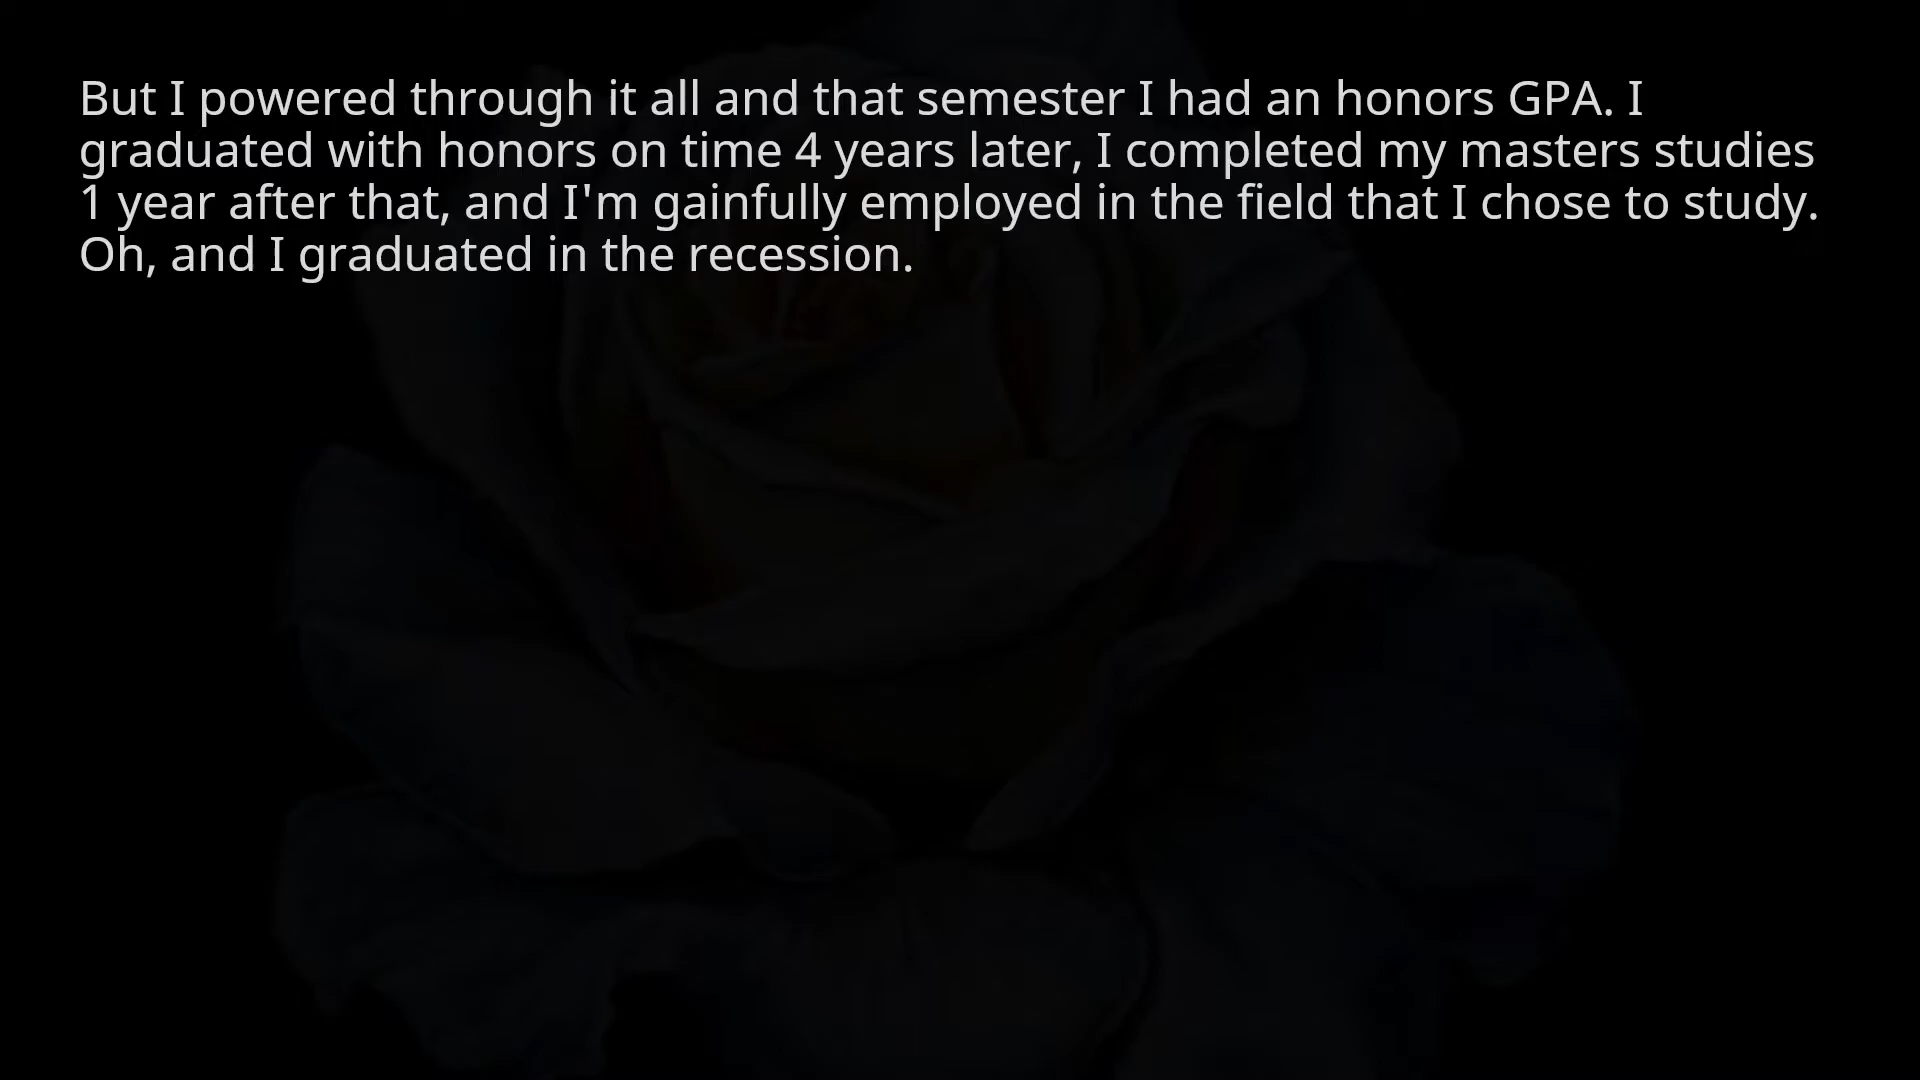 But I powered through it all and that semester I had an honors GPA. I
graduated with honors on time 4 years later, I completed my masters studies
1 year after that, and I'm gainfully employed in the field that I chose to study.
Oh, and I graduated in the recession.